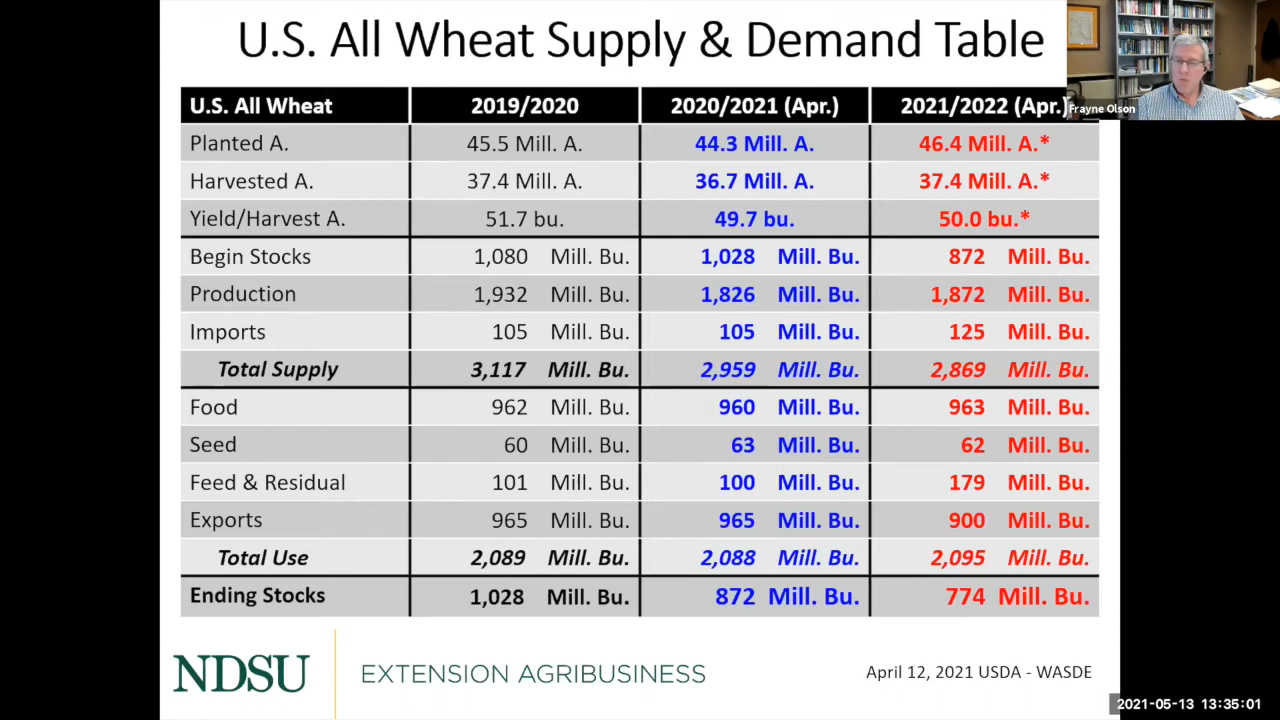 U.S. All Wheat Supply & Demand Table
Frayne Olson
U.S. All Wheat 2019/2020 2020/2021 (Apr.) 2021/2022 (Apr.)
Planted A. 45.5 Mill. A. 44.3 Mill. A. 46.4 Mill. A.*
Harvested A. 37.4 Mill. A. 36.7 Mill. A. 37.4 Mill. A.*
Yield/Harvest A. 51.7 bu. 49.7 bu. 50.0 bu.*
Begin Stocks 1,080 Mill. Bu. 1,028 Mill. Bu. 872 Mill. Bu.
Production 1,932 Mill. Bu. 1,826 Mill. Bu. 1,872 Mill. Bu.
Imports 105 Mill. Bu. 105 Mill. Bu. 125 Mill. Bu.
Total Supply 3,117 Mill. Bu. 2,959 Mill. Bu. 2,869 Mill. Bu.
Food 962 Mill. Bu. 960 Mill. Bu. 963 Mill. Bu.
Seed 60 Mill. Bu. 63 Mill. Bu. 62 Mill. Bu.
Feed & Residual 101 Mill. Bu. 100 Mill. Bu. 179 Mill. Bu.
Exports 965 Mill. Bu. 965 Mill. Bu. 900 Mill. Bu.
Total Use 2,089 Mill. Bu. 2,088 Mill. Bu. 2,095 Mill. Bu.
Ending Stocks 1,028 Mill. Bu. 872 Mill. Bu. 774 Mill. Bu.
NDSU EXTENSION AGRIBUSINESS April 12, 2021 USDA - WASDE
2021-05-13 13:35:01